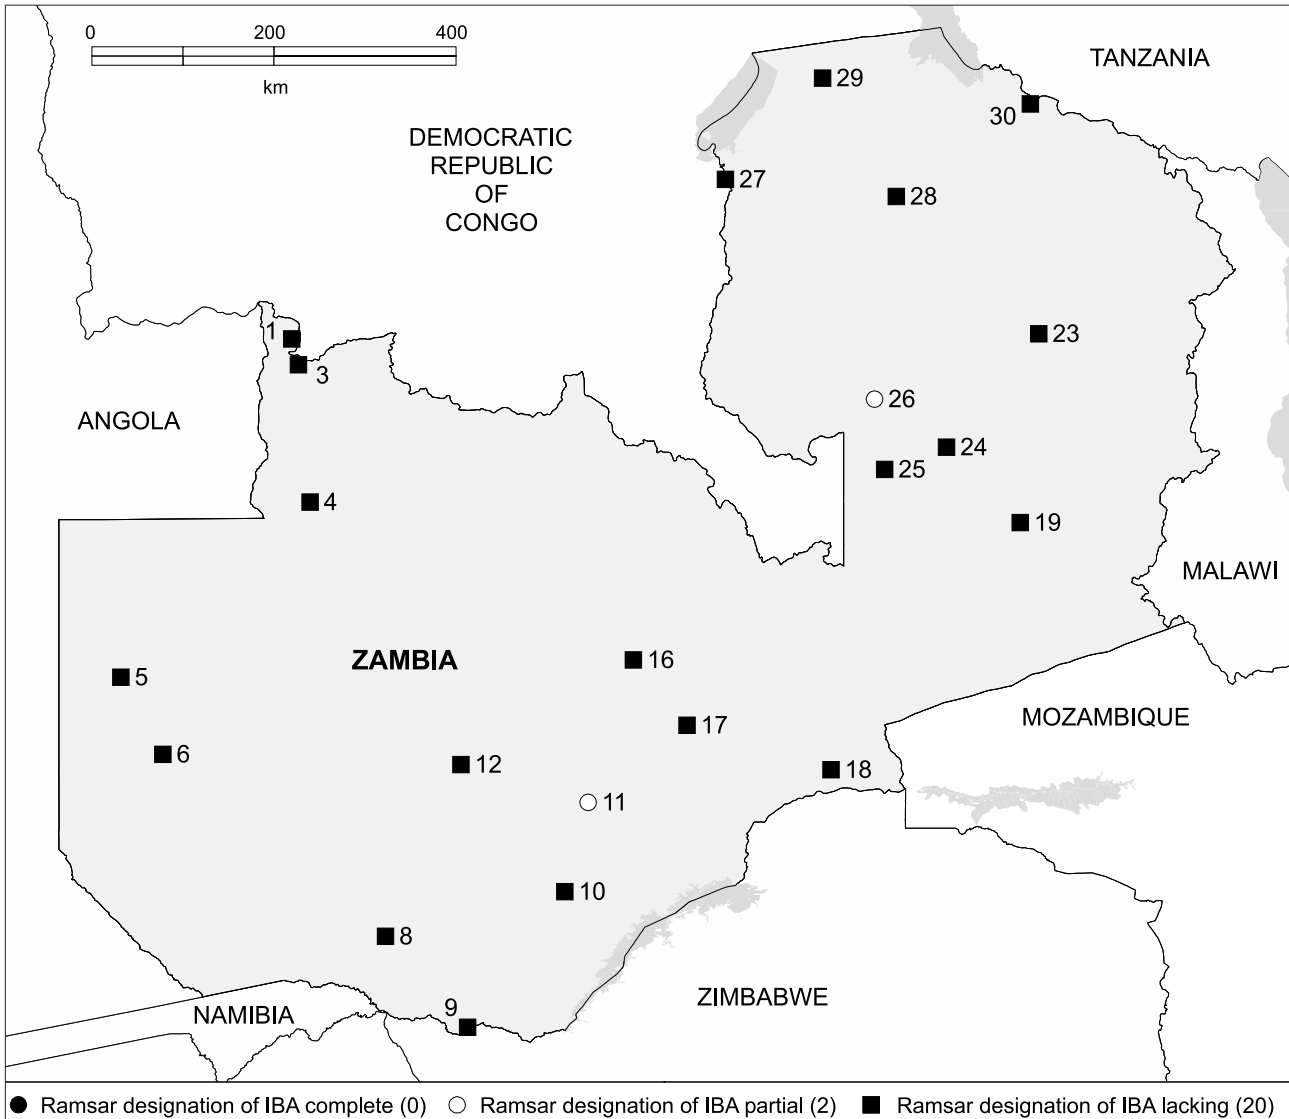 0 200 400
km
TANZANIA
29
30
DEMOCRATIC
REPUBLIC
OF
CONGO
27
28
1
3
23
ANGOLA
26
24
25
4
19
MALAWI
ZAMBIA
16
5
MOZAMBIQUE
17
6
12
18
11
10
8
ZIMBABWE
9
NAMIBIA
Ramsar designation of IBA complete (0) Ramsar designation of IBA partial (2) Ramsar designation of IBA lacking (20)